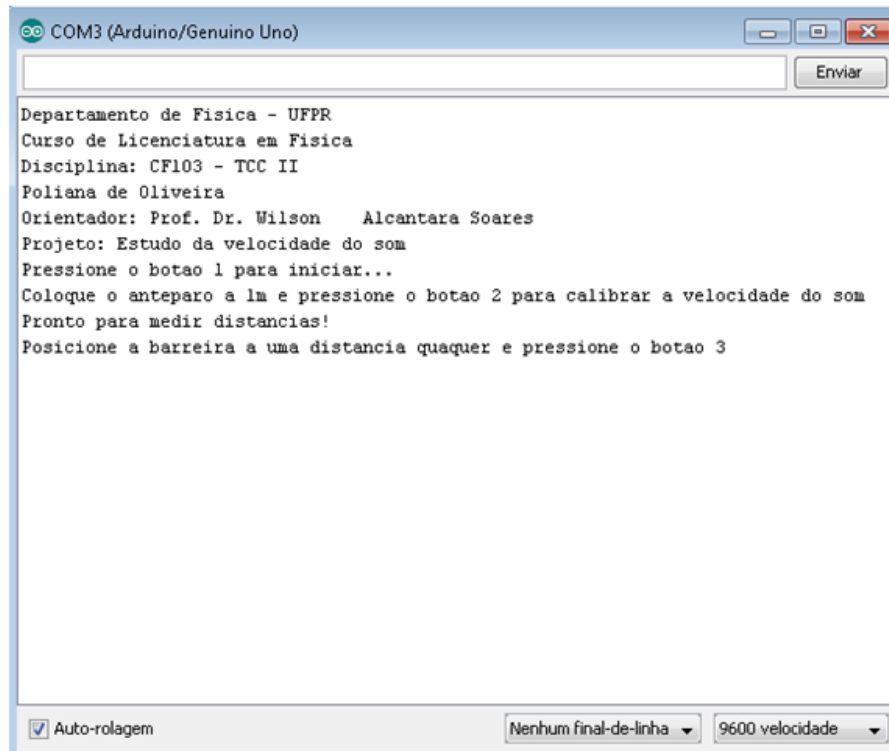 COM3 (Arduino/Genuino Uno)
Enviar
Departamento de Fisica - UFPR
Curso de Licenciatura em Fisica
Disciplina: CF103 - TCC II
Poliana de Oliveira
Orientador: Prof. Dr. Wilson    Alcantara Soares
Projeto: Estudo da velocidade do som
Pressione o botao 1 para iniciar...
Coloque o anteparo a 1m e pressione o botao 2 para calibrar a velocidade do som
Pronto para medir distancias!
Posicione a barreira a uma distancia quaquer e pressione o botao 3
Auto-rolagem
Nenhum final-de-linha
9600 velocidade